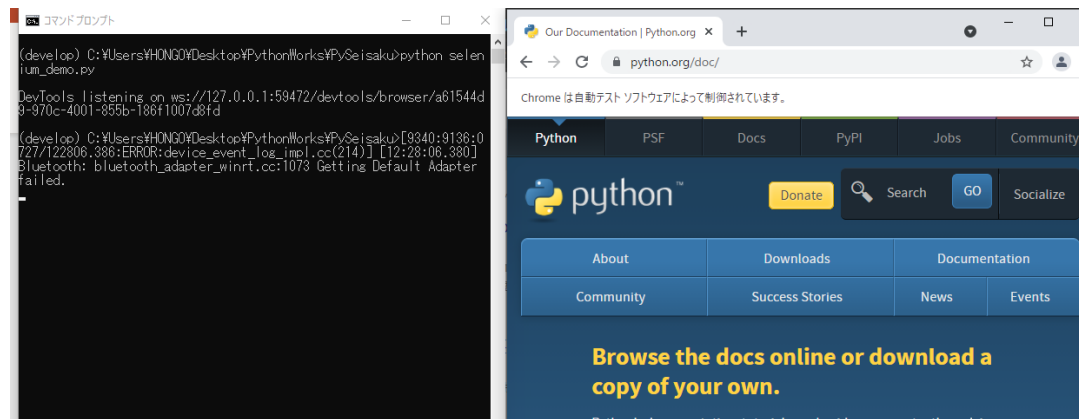 コマンド プロンプト
(develop) C:¥Users¥HONGO¥Desktop¥PythonWorks¥PySeisaku>python selen
ium_demo.py
DevTools listening on ws://127.0.0.1:59472/devtools/browser/a61544d
9-970c-4001-855b-186f1007d8fd
(develop) C:¥Users¥HONGO¥Desktop¥PythonWorks¥PySeisaku>[9340:9136:0
727/122806.386:ERROR:device_event_log_impl.cc(214)] [12:28:06.380]
Bluetooth: bluetooth_adapter_winrt.cc:1073 Getting Default Adapter
failed.
Our Documentation | Python.org
python.org/doc/
Chrome は自動テスト ソフトウェアによって制御されています。
Python PSF Docs PyPI Jobs Community
python™ Donate Search GO Socialize
About Downloads Documentation
Community Success Stories News Events
Browse the docs online or download a
copy of your own.